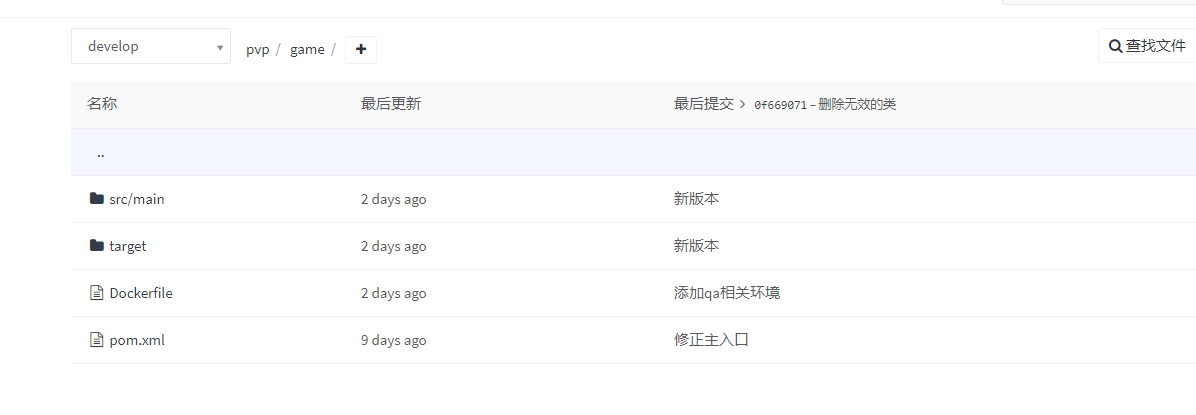 develop pvp / game / + 查找文件
名称 最后更新 最后提交 > 0f669071 – 删除无效的类
..
src/main 2 days ago 新版本
target 2 days ago 新版本
Dockerfile 2 days ago 添加qa相关环境
pom.xml 9 days ago 修正主入口